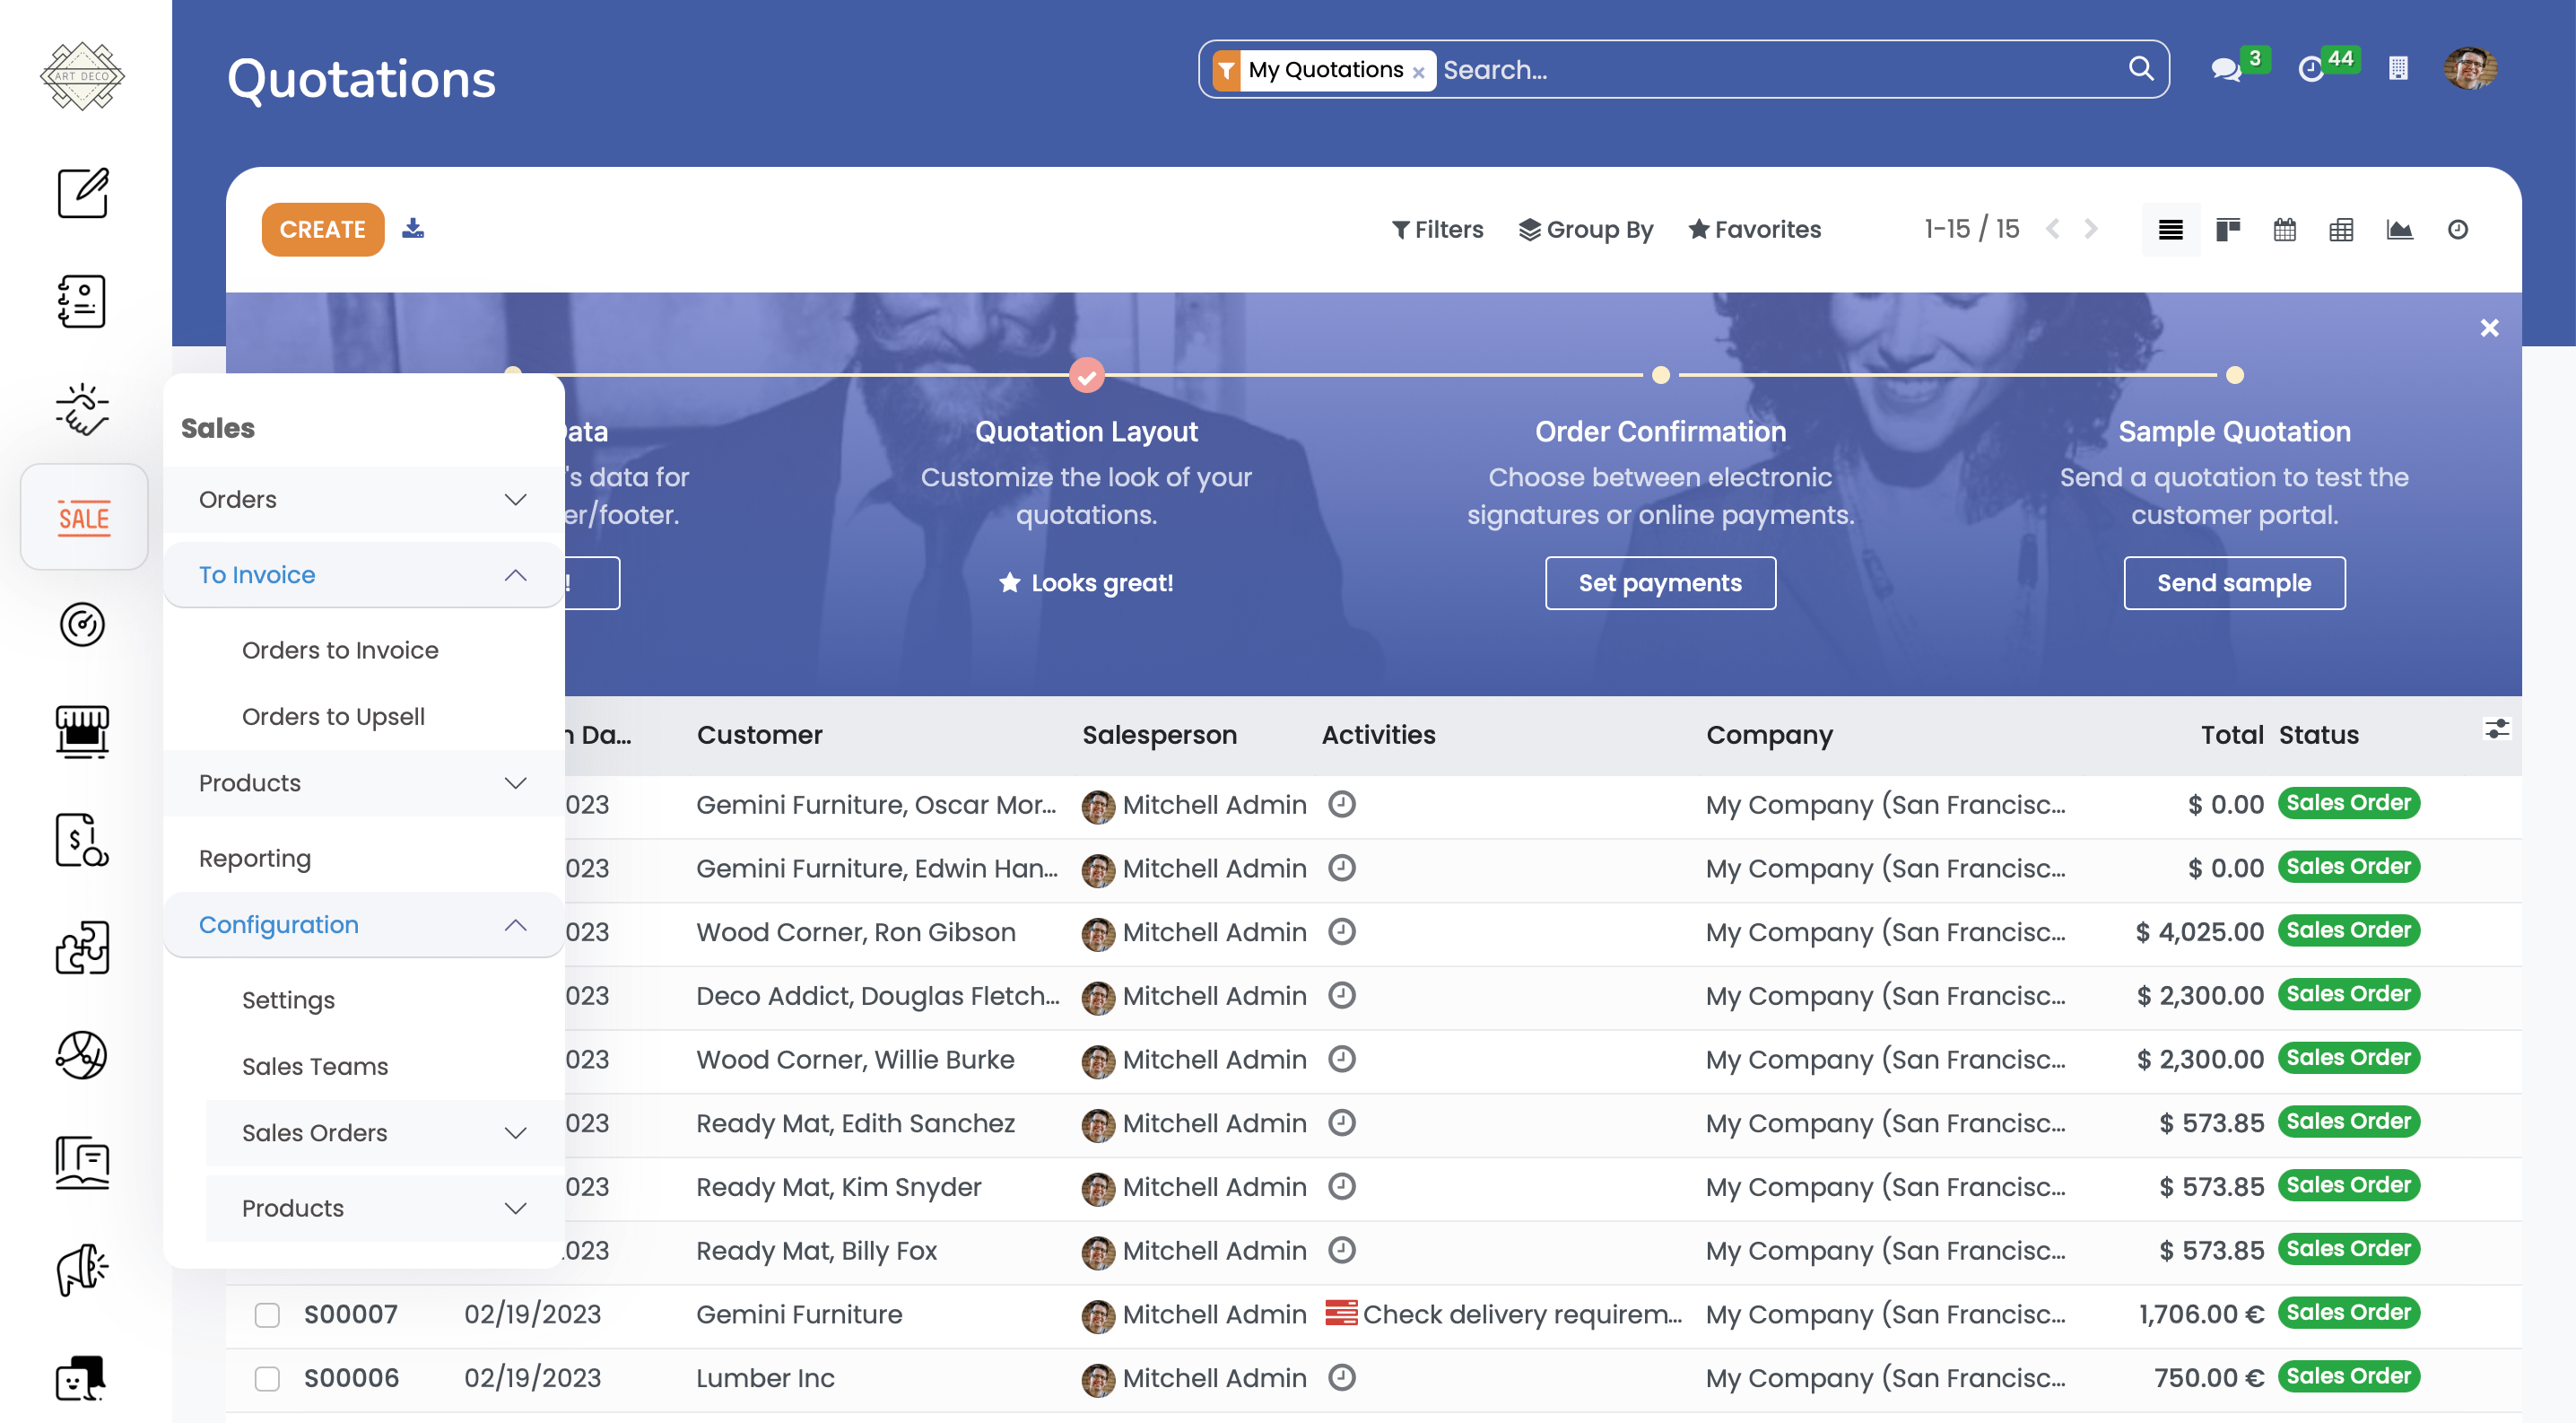 ART DECO
Quotations
My Quotations × Search...
3
44
CREATE
Filters
Group By
Favorites
1-15 / 15
Sales
Orders
To Invoice
Orders to Invoice
Orders to Upsell
Products
Reporting
Configuration
Settings
Sales Teams
Sales Orders
Products
SALE
's data for
er/footer.
Quotation Layout
Customize the look of your
quotations.
Looks great!
Order Confirmation
Choose between electronic
signatures or online payments.
Set payments
Sample Quotation
Send a quotation to test the
customer portal.
Send sample
n Da... Customer Salesperson Activities Company Total Status
023 Gemini Furniture, Oscar Mor... Mitchell Admin My Company (San Francisc... $ 0.00 Sales Order
023 Gemini Furniture, Edwin Han... Mitchell Admin My Company (San Francisc... $ 0.00 Sales Order
023 Wood Corner, Ron Gibson Mitchell Admin My Company (San Francisc... $ 4,025.00 Sales Order
023 Deco Addict, Douglas Fletch... Mitchell Admin My Company (San Francisc... $ 2,300.00 Sales Order
023 Wood Corner, Willie Burke Mitchell Admin My Company (San Francisc... $ 2,300.00 Sales Order
023 Ready Mat, Edith Sanchez Mitchell Admin My Company (San Francisc... $ 573.85 Sales Order
023 Ready Mat, Kim Snyder Mitchell Admin My Company (San Francisc... $ 573.85 Sales Order
023 Ready Mat, Billy Fox Mitchell Admin My Company (San Francisc... $ 573.85 Sales Order
S00007 02/19/2023 Gemini Furniture Mitchell Admin Check delivery requirem... My Company (San Francisc... 1,706.00 € Sales Order
S00006 02/19/2023 Lumber Inc Mitchell Admin My Company (San Francisc... 750.00 € Sales Order